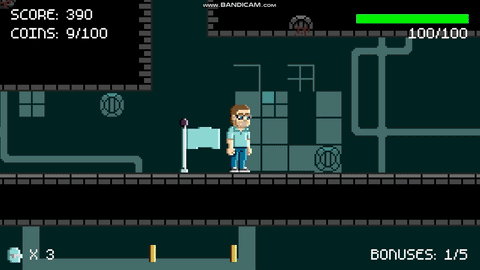 WWW.BANDICAM.COM
SCORE: 390
COINS: 9/100
100/100
X 3
BONUSES: 1/5